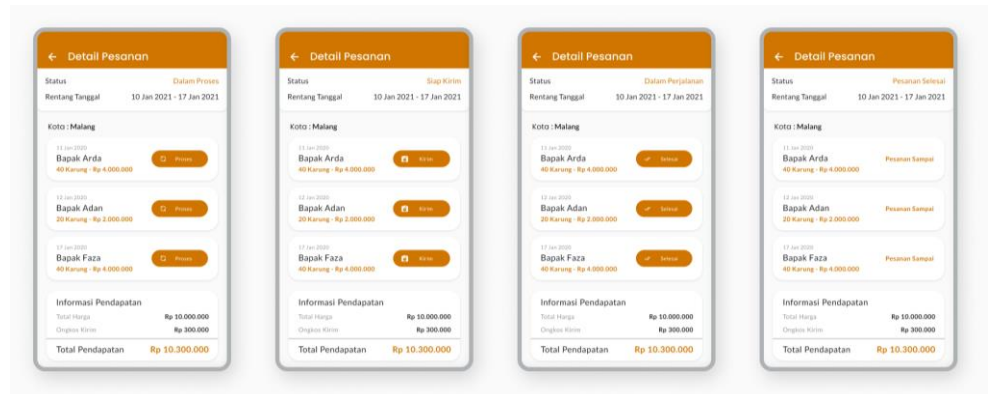 ← Detail Pesanan
Status Dalam Proses
Rentang Tanggal 10 Jan 2021 - 17 Jan 2021
Kota : Malang
11 Jan 2020
Bapak Arda
40 Karung - Rp 4.000.000
Proses
12 Jan 2020
Bapak Adan
20 Karung - Rp 2.000.000
Proses
17 Jan 2020
Bapak Faza
40 Karung - Rp 4.000.000
Proses
Informasi Pendapatan
Total Harga Rp 10.000.000
Ongkos Kirim Rp 300.000
Total Pendapatan Rp 10.300.000
← Detail Pesanan
Status Siap Kirim
Rentang Tanggal 10 Jan 2021 - 17 Jan 2021
Kota : Malang
11 Jan 2020
Bapak Arda
40 Karung - Rp 4.000.000
Kirim
12 Jan 2020
Bapak Adan
20 Karung - Rp 2.000.000
Kirim
17 Jan 2020
Bapak Faza
40 Karung - Rp 4.000.000
Kirim
Informasi Pendapatan
Total Harga Rp 10.000.000
Ongkos Kirim Rp 300.000
Total Pendapatan Rp 10.300.000
← Detail Pesanan
Status Dalam Perjalanan
Rentang Tanggal 10 Jan 2021 - 17 Jan 2021
Kota : Malang
11 Jan 2020
Bapak Arda
40 Karung - Rp 4.000.000
Selesai
12 Jan 2020
Bapak Adan
20 Karung - Rp 2.000.000
Selesai
17 Jan 2020
Bapak Faza
40 Karung - Rp 4.000.000
Selesai
Informasi Pendapatan
Total Harga Rp 10.000.000
Ongkos Kirim Rp 300.000
Total Pendapatan Rp 10.300.000
← Detail Pesanan
Status Pesanan Selesai
Rentang Tanggal 10 Jan 2021 - 17 Jan 2021
Kota : Malang
11 Jan 2020
Bapak Arda
40 Karung - Rp 4.000.000
Pesanan Sampai
12 Jan 2020
Bapak Adan
20 Karung - Rp 2.000.000
Pesanan Sampai
17 Jan 2020
Bapak Faza
40 Karung - Rp 4.000.000
Pesanan Sampai
Informasi Pendapatan
Total Harga Rp 10.000.000
Ongkos Kirim Rp 300.000
Total Pendapatan Rp 10.300.000